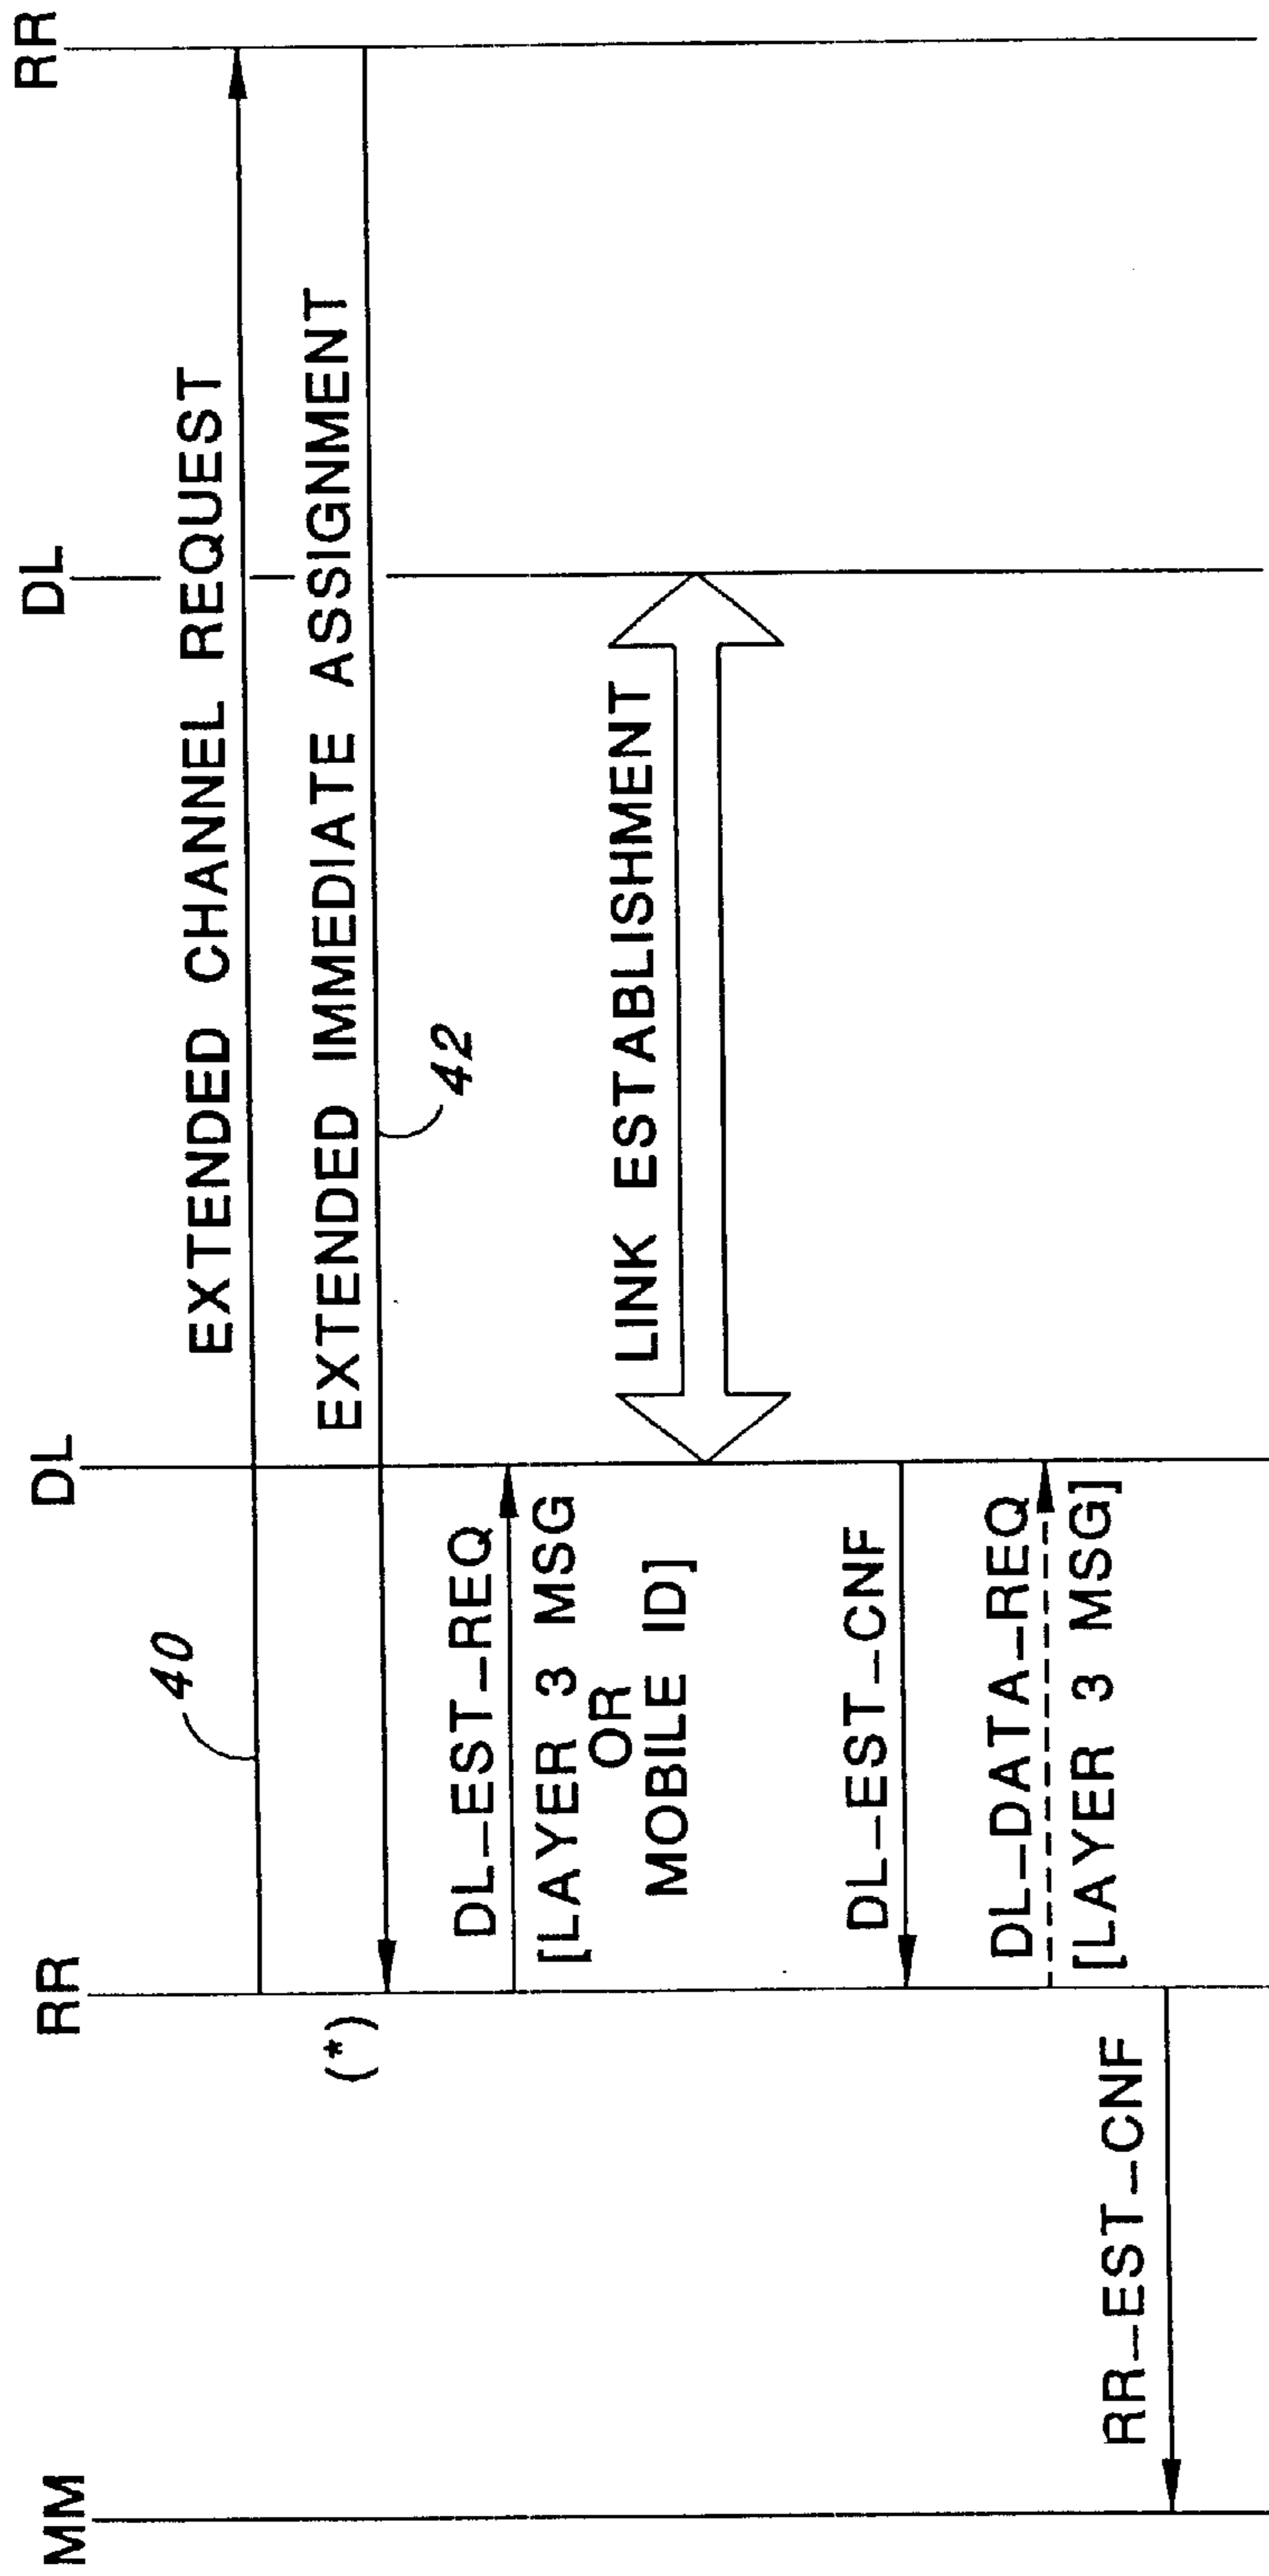 MM
RR
DL
DL
RR
40
EXTENDED CHANNEL REQUEST
(*)
EXTENDED IMMEDIATE ASSIGNMENT
42
DL–EST–REQ
[LAYER 3 MSG
OR
MOBILE ID]
LINK ESTABLISHMENT
DL–EST–CNF
DL–DATA–REQ
[LAYER 3 MSG]
RR–EST–CNF